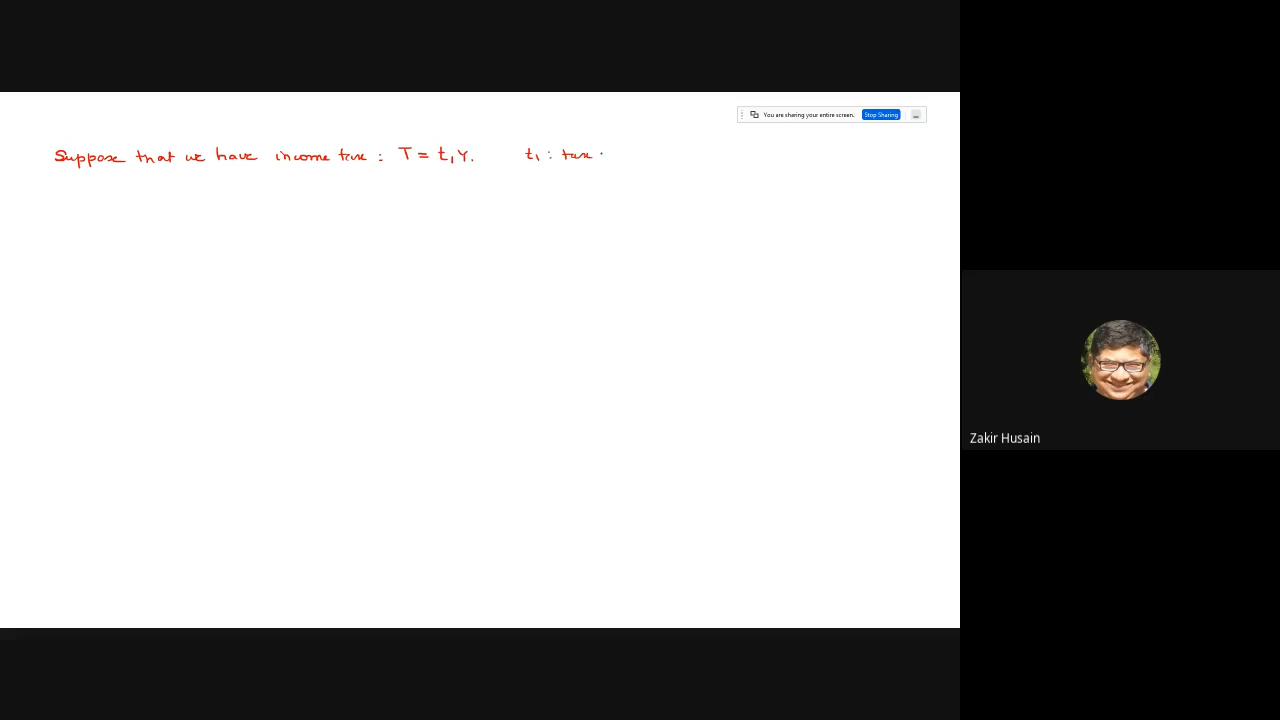 You are sharing your entire screen. Stop Sharing
Suppose that we have income tax : T = t₁Y. t₁ : tax
Zakir Husain